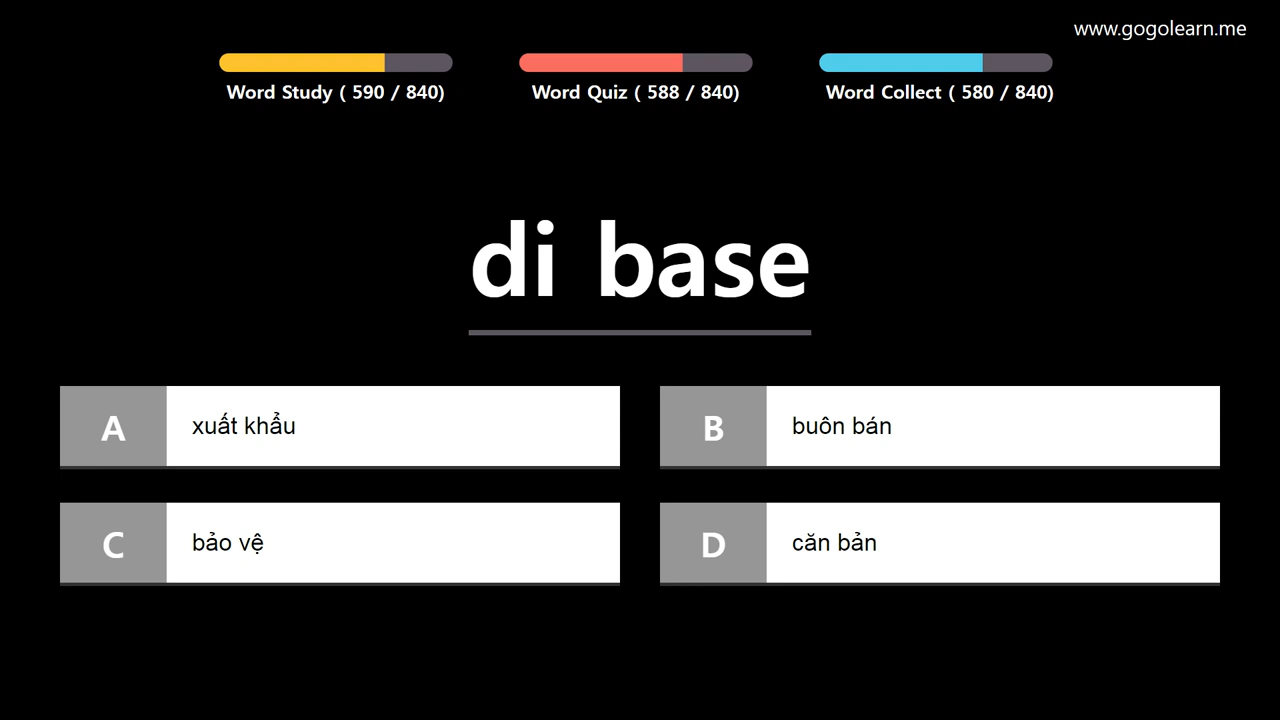 www.gogolearn.me
Word Study ( 590 / 840)
Word Quiz ( 588 / 840)
Word Collect ( 580 / 840)
di base
A xuất khẩu
B buôn bán
C bảo vệ
D căn bản